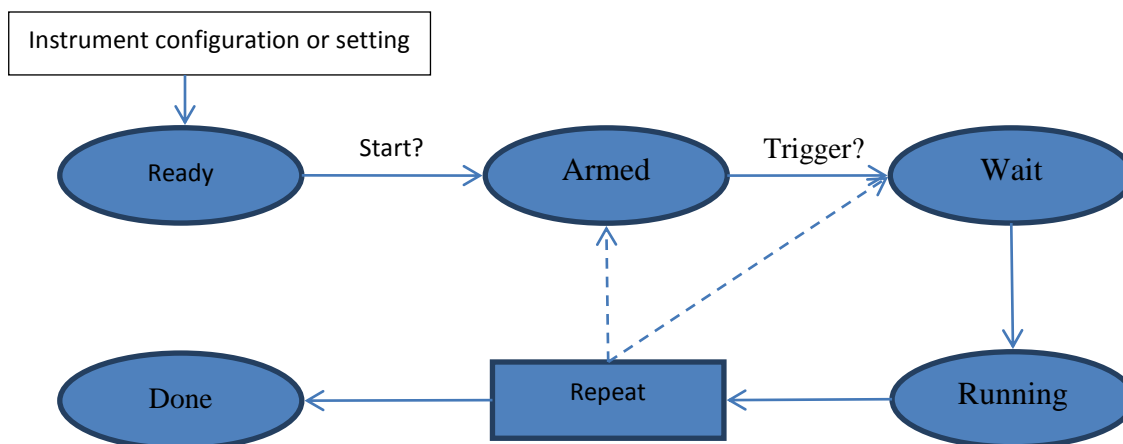 Instrument configuration or setting
Ready
Start?
Armed
Trigger?
Wait
Done
Repeat
Running